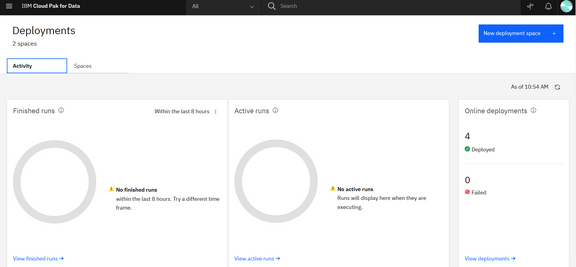 IBM Cloud Pak for Data
All
Search
Deployments
2 spaces
New deployment space +
Activity
Spaces
As of 10:54 AM
Finished runs
Within the last 8 hours
No finished runs
within the last 8 hours. Try a different time
frame.
View finished runs →
Active runs
No active runs
Runs will display here when they are
executing.
View active runs →
Online deployments
4
Deployed
0
Failed
View deployments →